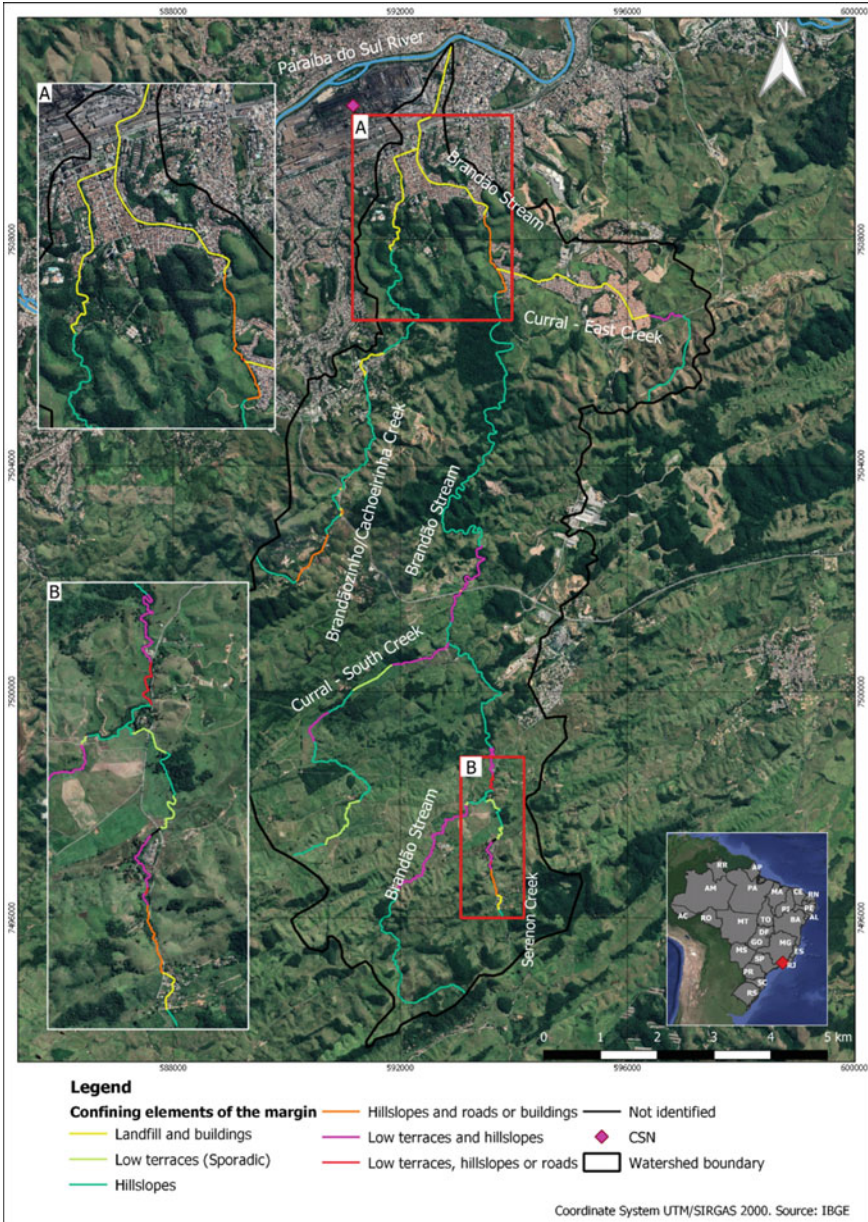 588000
592000
596000
600000
Paraíba do Sul River
N
A
A
Brandão Stream
7508000
7508000
Curral - East Creek
Brandãozinho/Cachoeirinha Creek
Brandão Stream
7504000
7504000
B
Curral - South Creek
7500000
7500000
B
Brandão Stream
Serenon Creek
7496000
7496000
RR
AP
AM
PA
MA
CE
RN
PI
PE
AC
RO
TO
AL
MT
BA
DF
GO
MG
MS
ES
SP
RJ
PR
SC
RS
0 1 2 3 4 5 km
588000
592000
596000
600000
Legend
Confining elements of the margin
Landfill and buildings
Low terraces (Sporadic)
Hillslopes
Hillslopes and roads or buildings
Low terraces and hillslopes
Low terraces, hillslopes or roads
Not identified
CSN
Watershed boundary
Coordinate System UTM/SIRGAS 2000. Source: IBGE